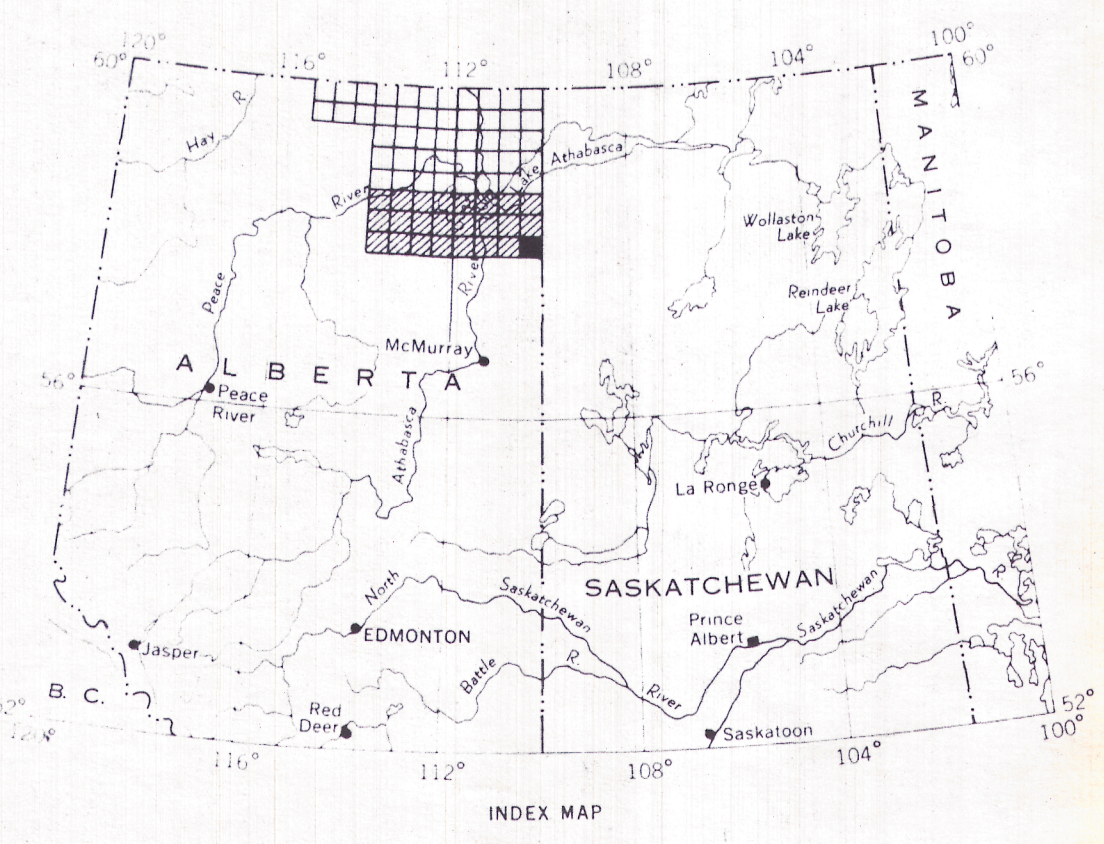 120°
116°
112°
108°
104°
100°
60°
60°
Hay R.
MANITOBA
Lake Athabasca
River
Peace
River
Wollaston
Lake
Reindeer
Lake
McMurray
ALBERTA
56°
56°
Peace
River
Athabasca
Churchill R.
La Ronge
North Saskatchewan
SASKATCHEWAN
Prince
Albert
Saskatchewan
R.
EDMONTON
Jasper
Battle R.
River
B. C.
Red
Deer
Saskatoon
52°
100°
120°
116°
112°
108°
104°
INDEX MAP